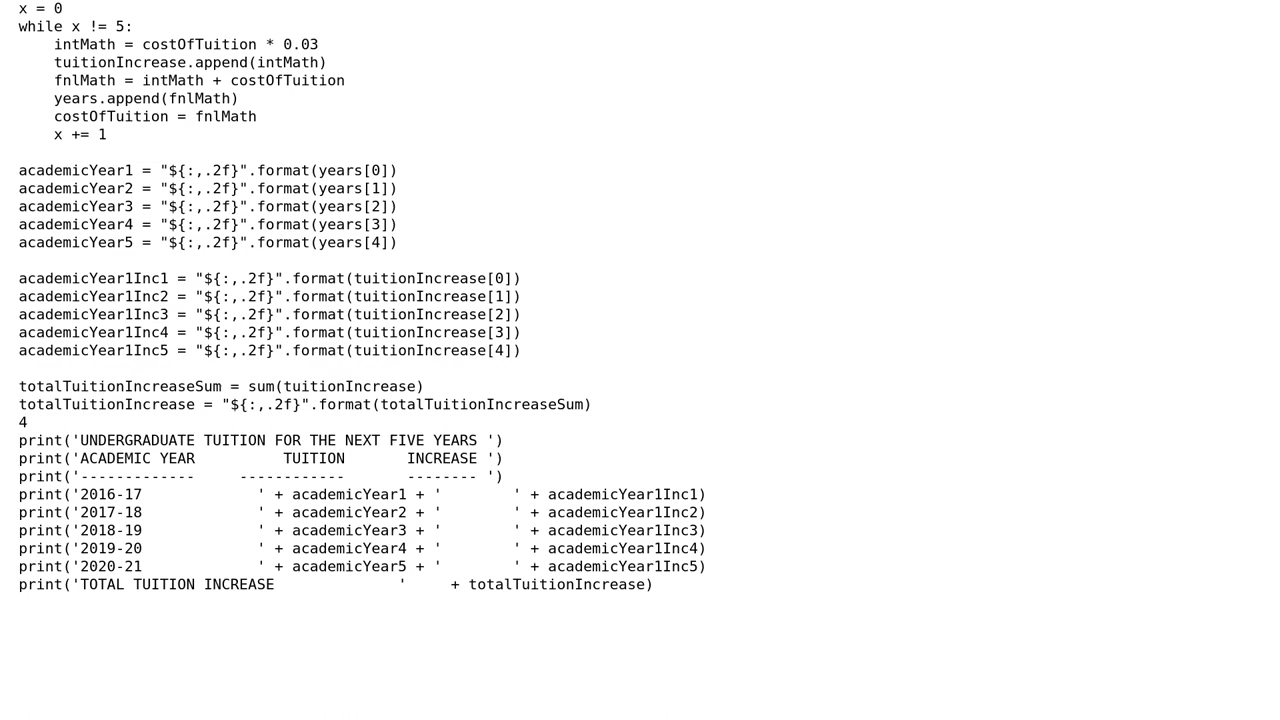 x = 0
while x != 5:
    intMath = costOfTuition * 0.03
    tuitionIncrease.append(intMath)
    fnlMath = intMath + costOfTuition
    years.append(fnlMath)
    costOfTuition = fnlMath
    x += 1

academicYear1 = "${:,.2f}".format(years[0])
academicYear2 = "${:,.2f}".format(years[1])
academicYear3 = "${:,.2f}".format(years[2])
academicYear4 = "${:,.2f}".format(years[3])
academicYear5 = "${:,.2f}".format(years[4])

academicYear1Inc1 = "${:,.2f}".format(tuitionIncrease[0])
academicYear1Inc2 = "${:,.2f}".format(tuitionIncrease[1])
academicYear1Inc3 = "${:,.2f}".format(tuitionIncrease[2])
academicYear1Inc4 = "${:,.2f}".format(tuitionIncrease[3])
academicYear1Inc5 = "${:,.2f}".format(tuitionIncrease[4])

totalTuitionIncreaseSum = sum(tuitionIncrease)
totalTuitionIncrease = "${:,.2f}".format(totalTuitionIncreaseSum)
4
print('UNDERGRADUATE TUITION FOR THE NEXT FIVE YEARS ')
print('ACADEMIC YEAR          TUITION       INCREASE ')
print('-------------     ------------       -------- ')
print('2016-17             ' + academicYear1 + '        ' + academicYear1Inc1)
print('2017-18             ' + academicYear2 + '        ' + academicYear1Inc2)
print('2018-19             ' + academicYear3 + '        ' + academicYear1Inc3)
print('2019-20             ' + academicYear4 + '        ' + academicYear1Inc4)
print('2020-21             ' + academicYear5 + '        ' + academicYear1Inc5)
print('TOTAL TUITION INCREASE              '     + totalTuitionIncrease)